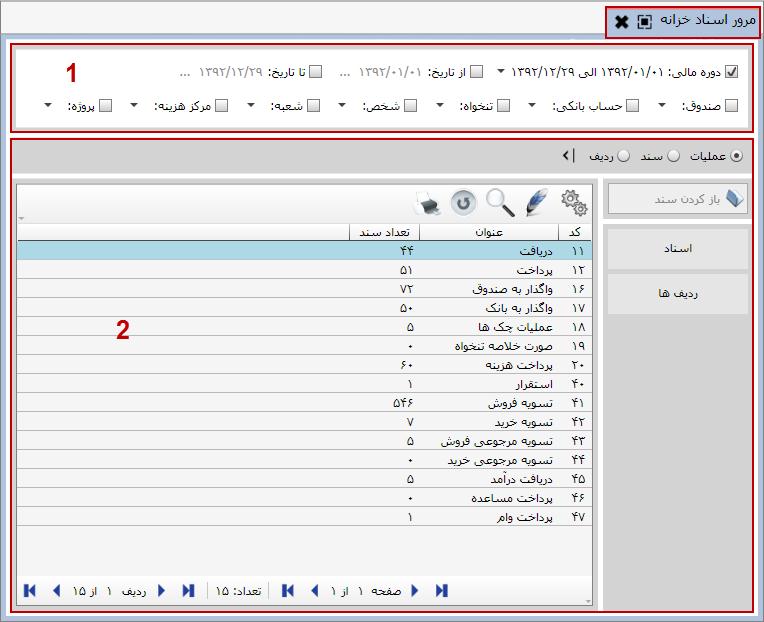 مرور اسناد خزانه
1
دوره مالی: ۱۳۹۲/۰۱/۰۱ الی ۱۳۹۲/۱۲/۲۹ از تاریخ: ۱۳۹۲/۰۱/۰۱ ... تا تاریخ: ۱۳۹۲/۱۲/۲۹ ...
صندوق: حساب بانکی: تنخواه: شخص: شعبه: مرکز هزینه: پروژه:
عملیات سند ردیف
باز کردن سند
اسناد
ردیف ها
کد عنوان تعداد سند
۱۱ دریافت ۴۴
۱۲ پرداخت ۵۱
۱۶ واگذار به صندوق ۷۲
۱۷ واگذار به بانک ۵۰
۱۸ عملیات چک ها ۵
۱۹ صورت خلاصه تنخواه ۰
۲۰ پرداخت هزینه ۶۰
۴۰ استقرار ۱
۴۱ تسویه فروش ۵۴۶
۴۲ تسویه خرید ۷
۴۳ تسویه مرجوعی فروش ۵
۴۴ تسویه مرجوعی خرید ۰
۴۵ دریافت درآمد ۵
۴۶ پرداخت مساعده ۰
۴۷ پرداخت وام ۱
2
صفحه ۱ از ۱ تعداد: ۱۵ ردیف ۱ از ۱۵